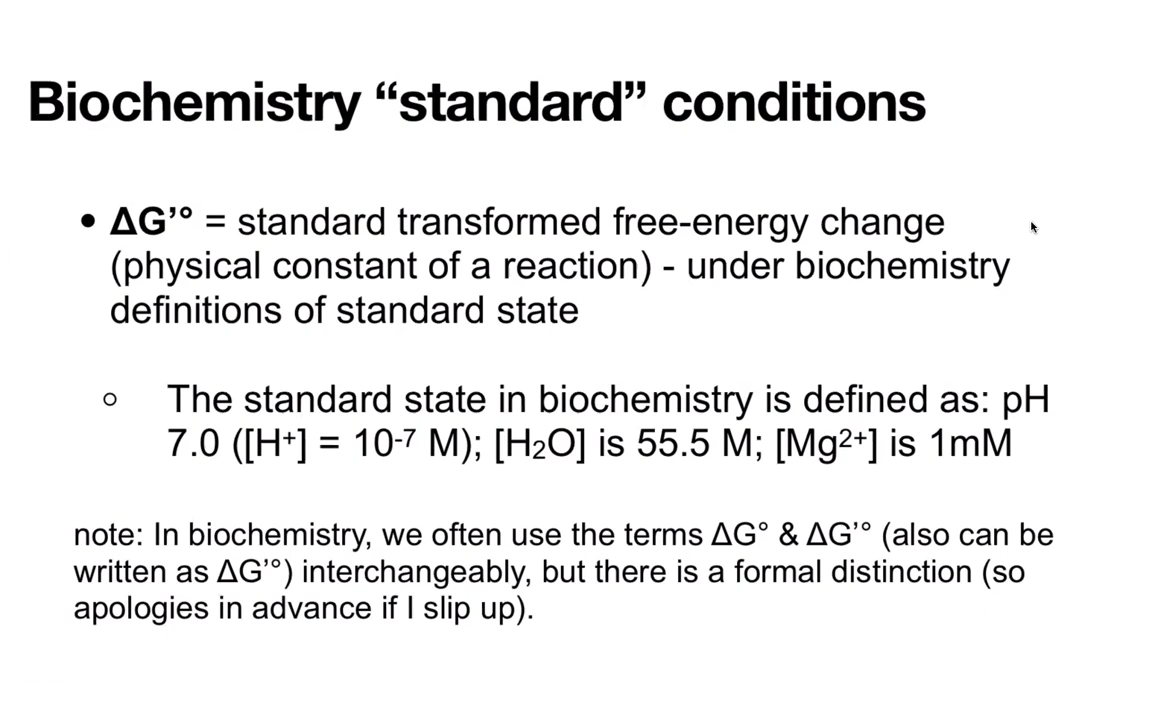 Biochemistry “standard” conditions
• ΔG’° = standard transformed free-energy change
(physical constant of a reaction) - under biochemistry
definitions of standard state
○ The standard state in biochemistry is defined as: pH
7.0 ([H⁺] = 10⁻⁷ M); [H₂O] is 55.5 M; [Mg²⁺] is 1mM
note: In biochemistry, we often use the terms ΔG° & ΔG’° (also can be
written as ΔG’°) interchangeably, but there is a formal distinction (so
apologies in advance if I slip up).